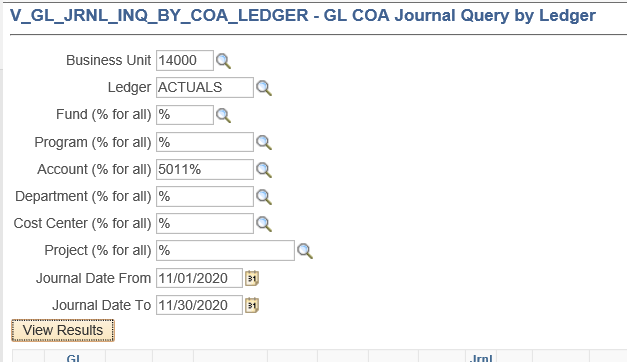 V_GL_JRNL_INQ_BY_COA_LEDGER - GL COA Journal Query by Ledger
Business Unit 14000
Ledger ACTUALS
Fund (% for all) %
Program (% for all) %
Account (% for all) 5011%
Department (% for all) %
Cost Center (% for all) %
Project (% for all) %
Journal Date From 11/01/2020 31
Journal Date To 11/30/2020 31
View Results
GL Jrnl